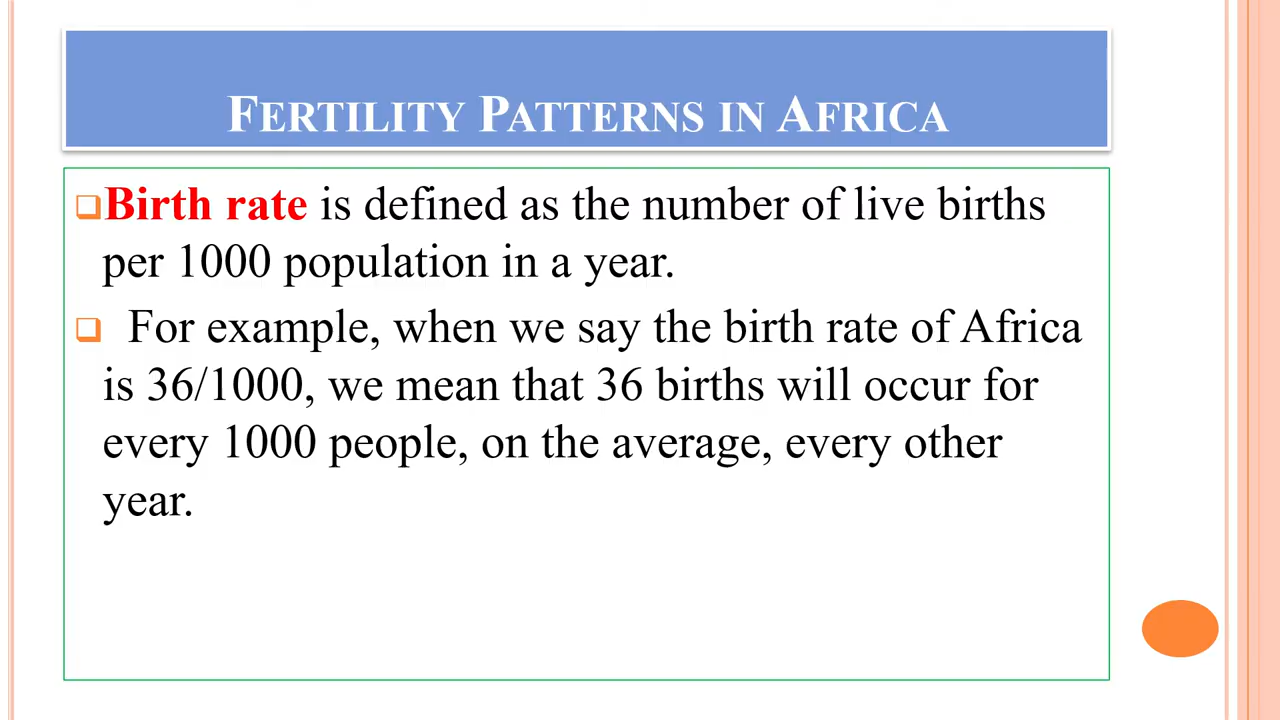 FERTILITY PATTERNS IN AFRICA
Birth rate is defined as the number of live births
per 1000 population in a year.
For example, when we say the birth rate of Africa
is 36/1000, we mean that 36 births will occur for
every 1000 people, on the average, every other
year.